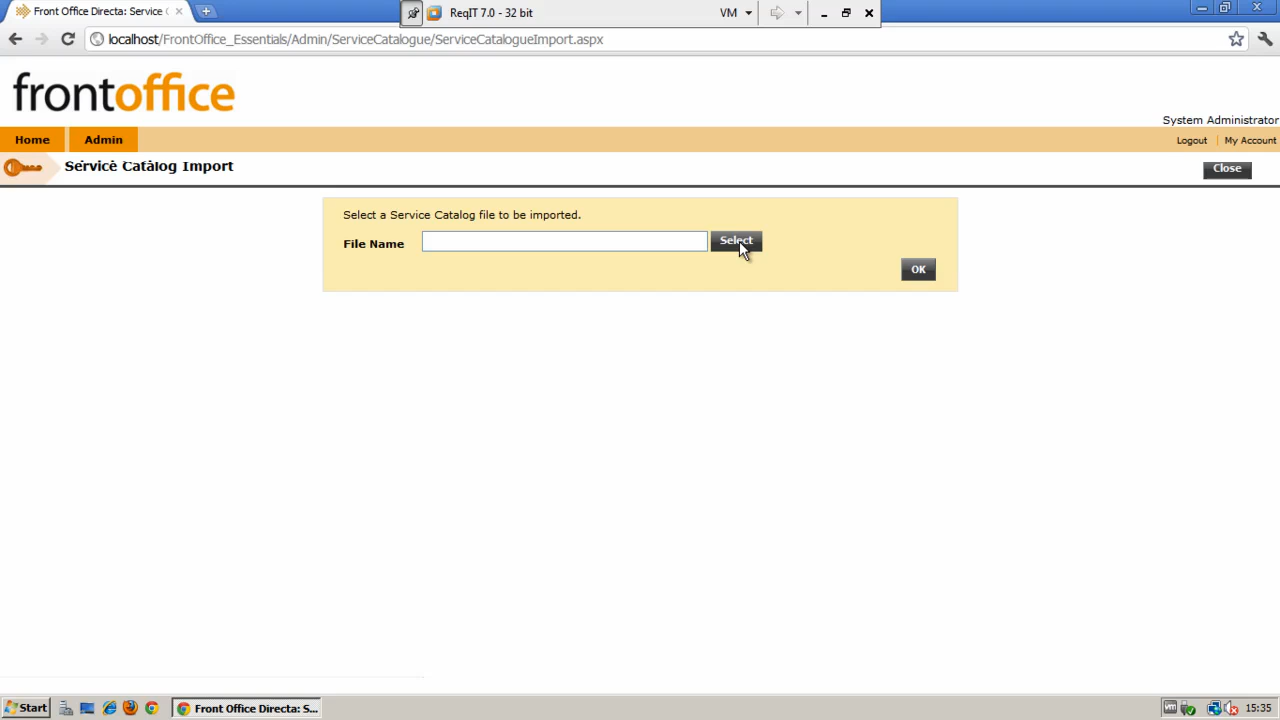 Front Office Directa: Service (
ReqIT 7.0 - 32 bit
VM
localhost/FrontOffice_Essentials/Admin/ServiceCatalogue/ServiceCatalogueImport.aspx
frontoffice
System Administrator
Home
Admin
Logout
My Account
Service Catalog Import
Close
Select a Service Catalog file to be imported.
File Name
Select
OK
Start
Front Office Directa: S...
vm
15:35